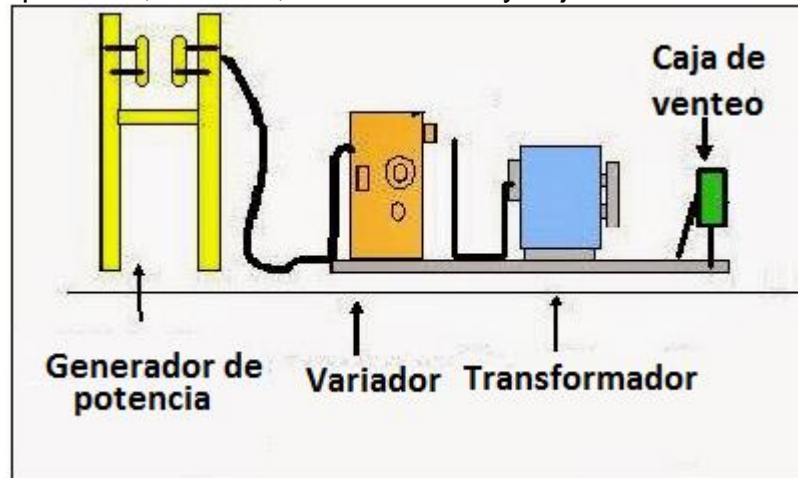 Caja de
venteo
Generador de
potencia
Variador
Transformador